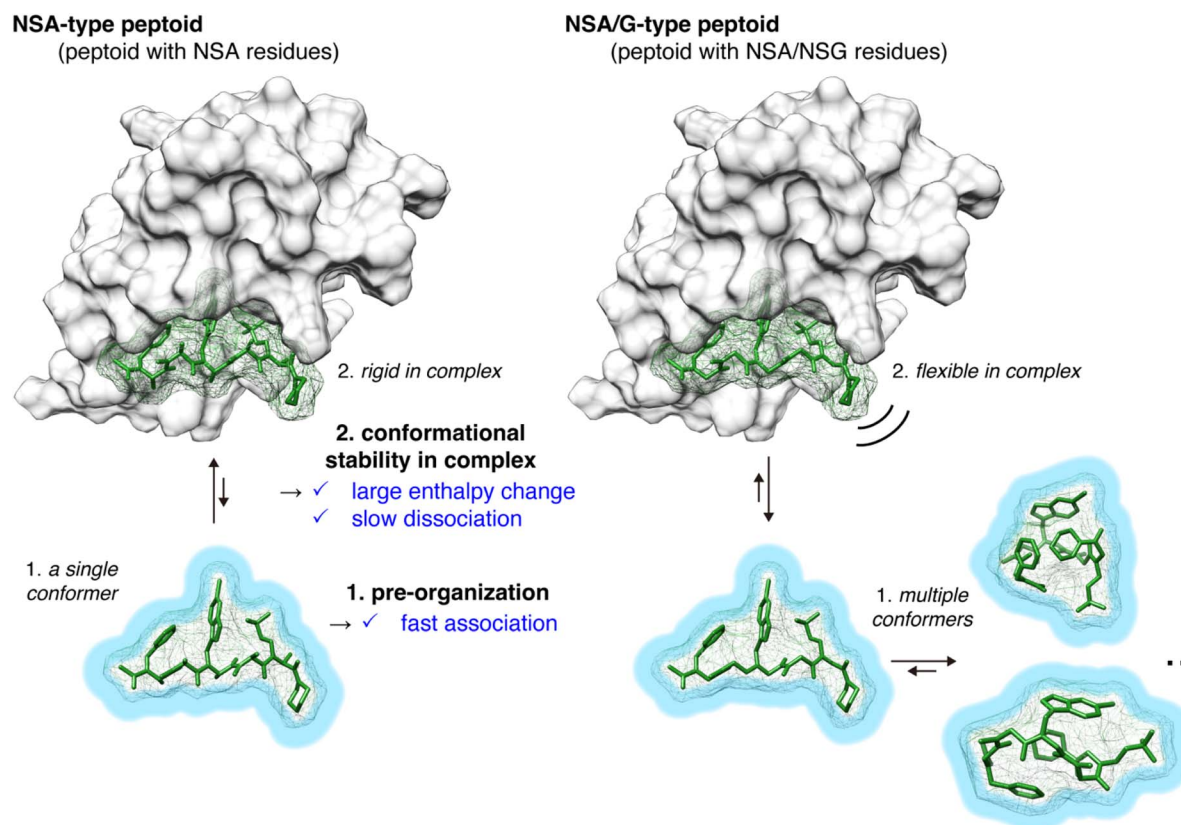 NSA-type peptoid
(peptoid with NSA residues)
NSA/G-type peptoid
(peptoid with NSA/NSG residues)
2. rigid in complex
2. flexible in complex
2. conformational
stability in complex
→ ✓ large enthalpy change
✓ slow dissociation
1. a single
conformer
1. pre-organization
→ ✓ fast association
1. multiple
conformers
..